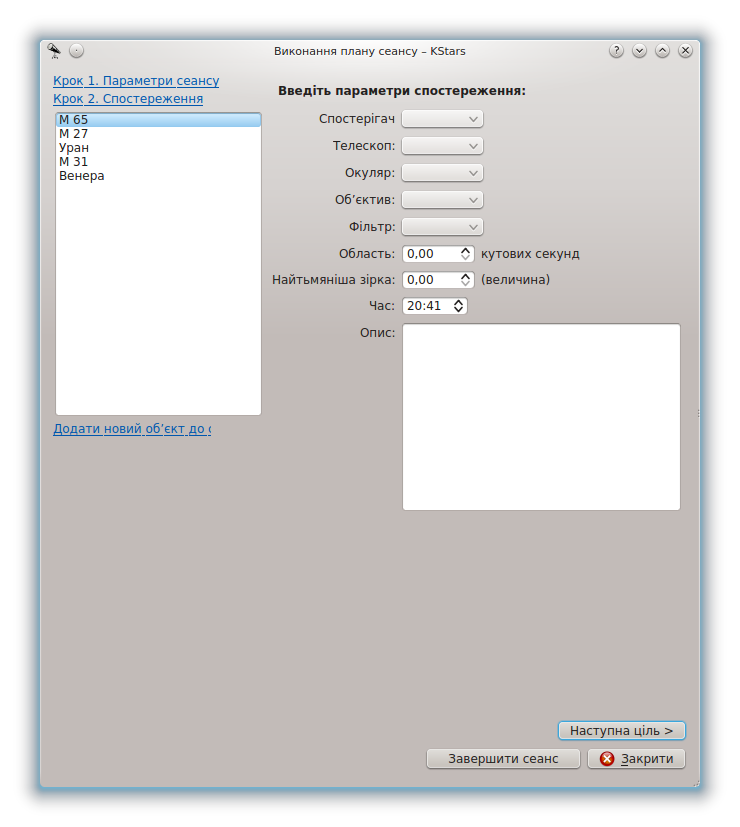 Виконання плану сеансу – KStars
Крок 1. Параметри сеансу
Крок 2. Спостереження
M 65
M 27
Уран
M 31
Венера
Додати новий об’єкт до с
Введіть параметри спостереження:
Спостерігач
Телескоп:
Окуляр:
Об’єктив:
Фільтр:
Область: 0,00 кутових секунд
Найтьмяніша зірка: 0,00 (величина)
Час: 20:41
Опис:
Наступна ціль >
Завершити сеанс
Закрити